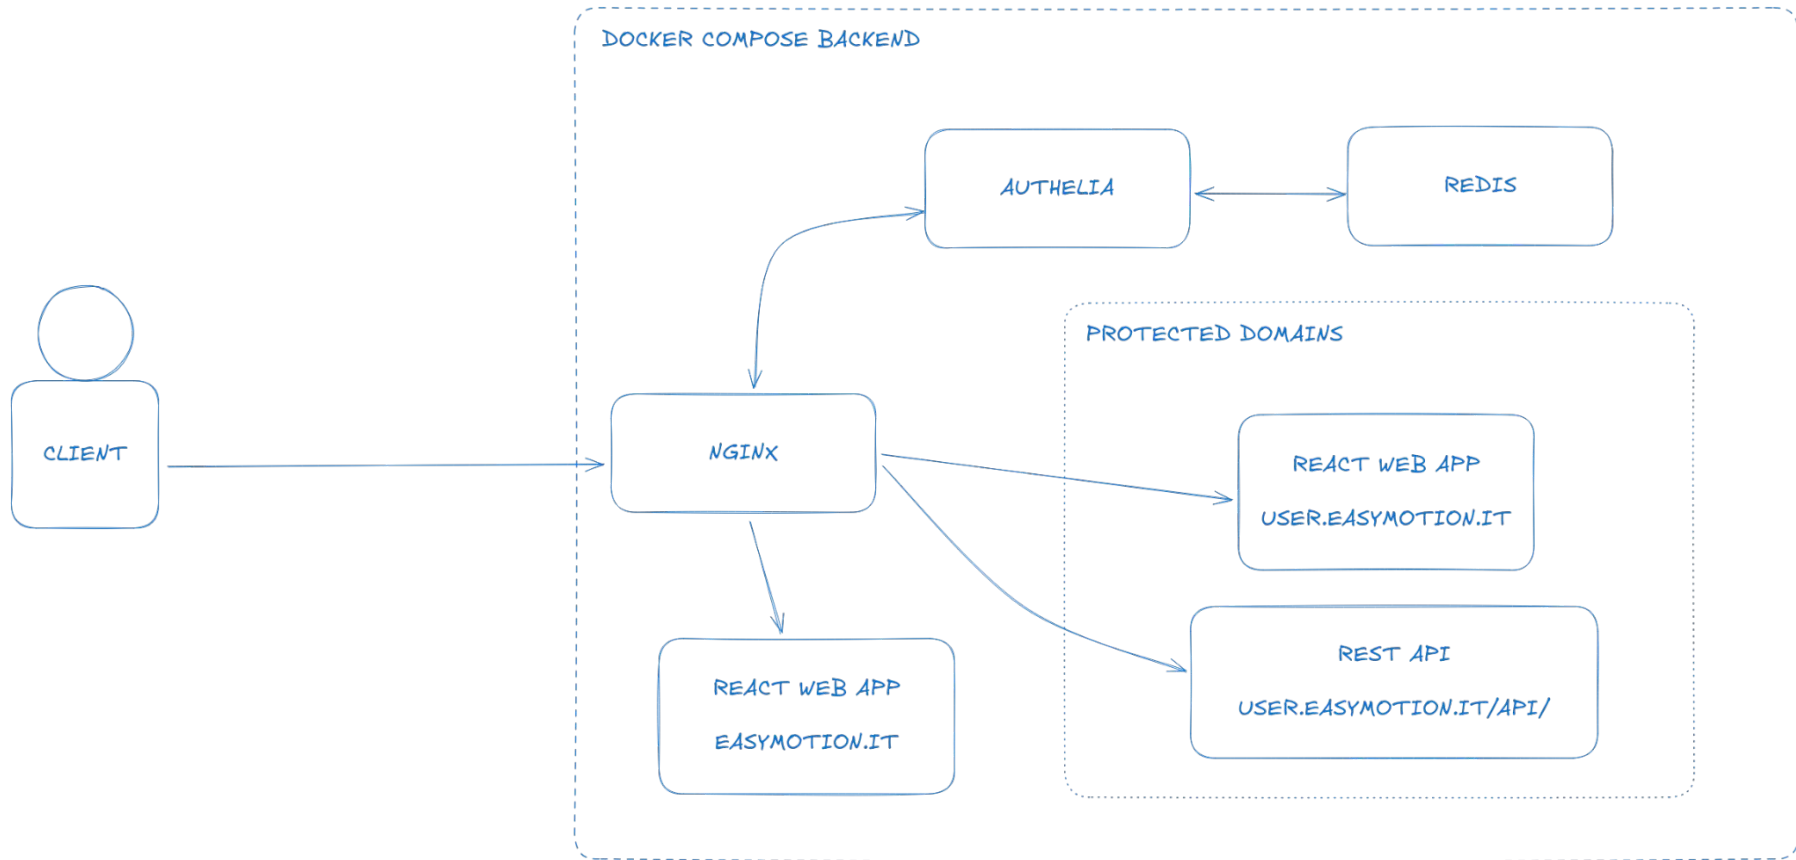 DOCKER COMPOSE BACKEND
AUTHELIA
REDIS
PROTECTED DOMAINS
CLIENT
NGINX
REACT WEB APP
USER.EASYMOTION.IT
REST API
USER.EASYMOTION.IT/API/
REACT WEB APP
EASYMOTION.IT